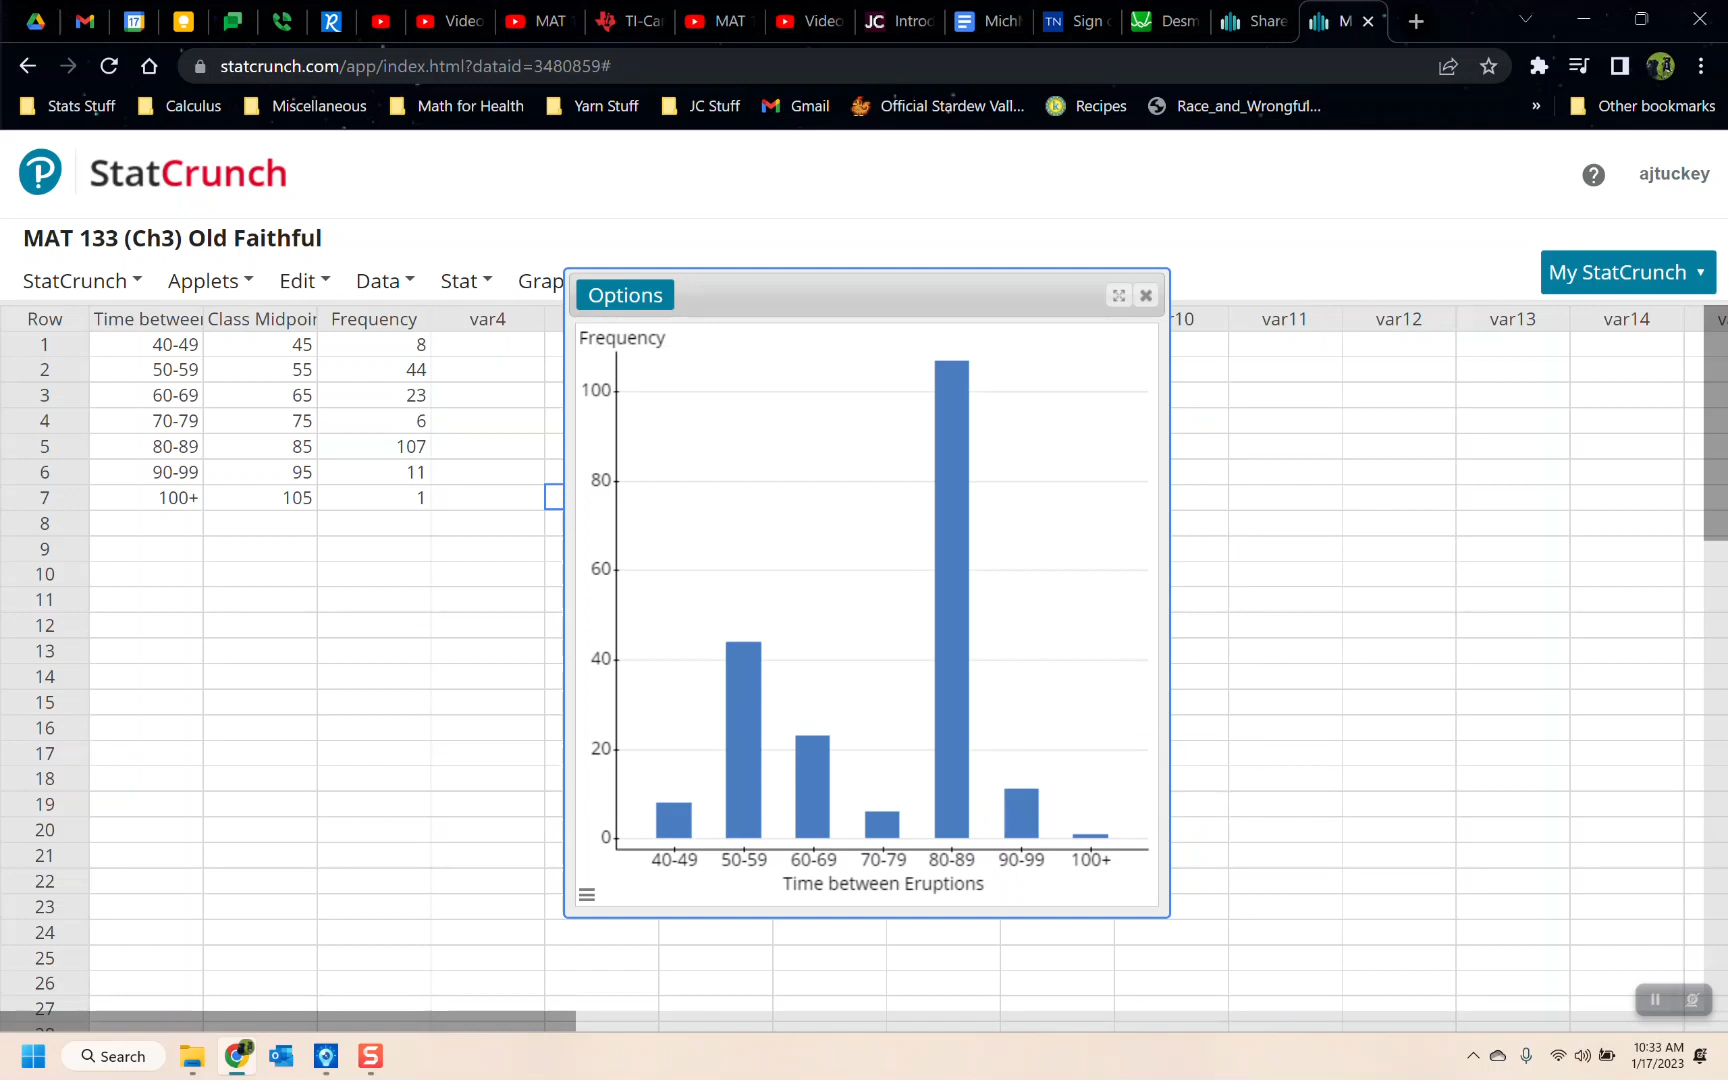 Video
MAT
TI-Ca
MAT
Video
JC Introd
Mich
TN Sign
Desm
Share
M
statcrunch.com/app/index.html?dataid=3480859#
Stats Stuff Calculus Miscellaneous Math for Health Yarn Stuff JC Stuff Gmail Official Stardew Vall... Recipes Race_and_Wrongful... » Other bookmarks
StatCrunch
ajtuckey
MAT 133 (Ch3) Old Faithful
StatCrunch Applets Edit Data Stat Grap
My StatCrunch
Options
Row Time betwee Class Midpoi Frequency var4 10 var11 var12 var13 var14
1 40-49 45 8
2 50-59 55 44
3 60-69 65 23
4 70-79 75 6
5 80-89 85 107
6 90-99 95 11
7 100+ 105 1
8
9
10
11
12
13
14
15
16
17
18
19
20
21
22
23
24
25
26
27
Frequency
100
80
60
40
20
0
40-49 50-59 60-69 70-79 80-89 90-99 100+
Time between Eruptions
Search
10:33 AM
1/17/2023